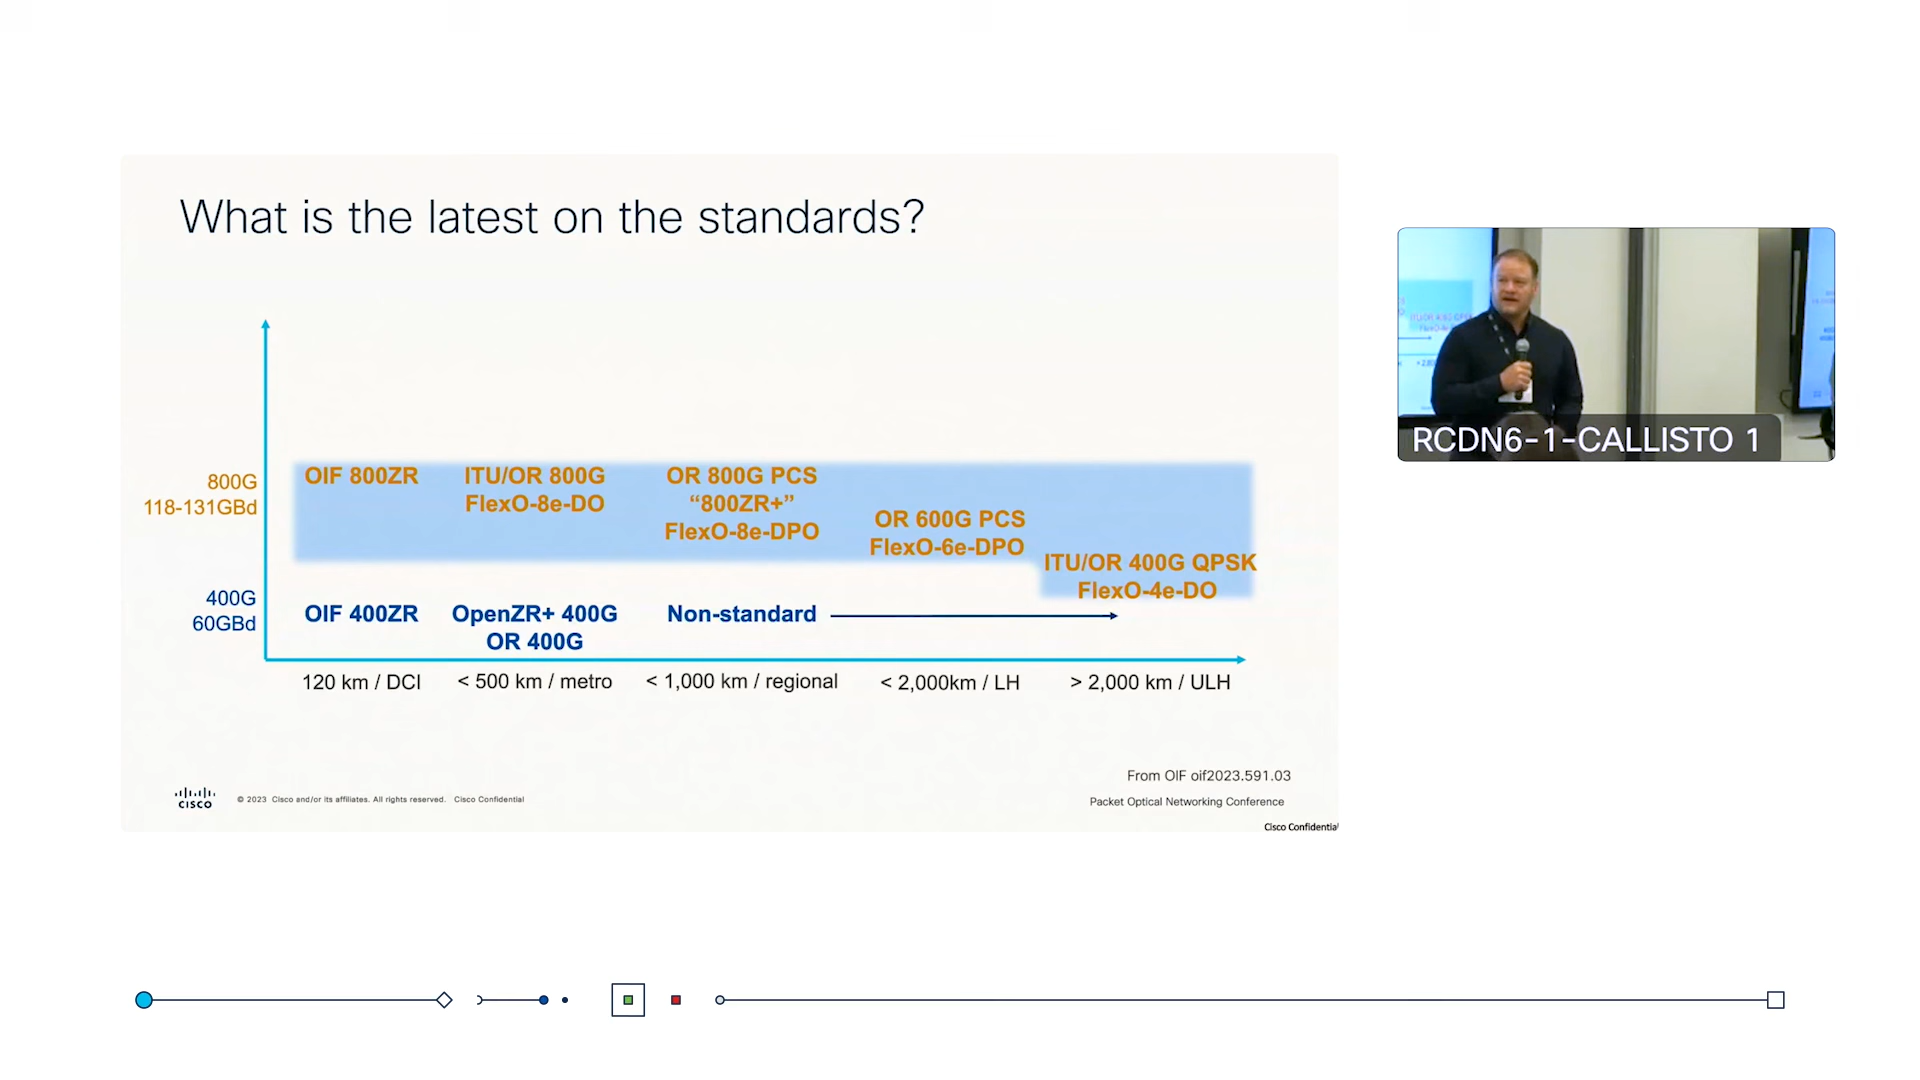 What is the latest on the standards?
800G
118-131GBd
OIF 800ZR
ITU/OR 800G
FlexO-8e-DO
OR 800G PCS
“800ZR+”
FlexO-8e-DPO
OR 600G PCS
FlexO-6e-DPO
ITU/OR 400G QPSK
FlexO-4e-DO
400G
60GBd
OIF 400ZR
OpenZR+ 400G
OR 400G
Non-standard
120 km / DCI
< 500 km / metro
< 1,000 km / regional
< 2,000km / LH
> 2,000 km / ULH
From OIF oif2023.591.03
CISCO
© 2023 Cisco and/or its affiliates. All rights reserved. Cisco Confidential
Packet Optical Networking Conference
Cisco Confidential
RCDN6-1-CALLISTO 1